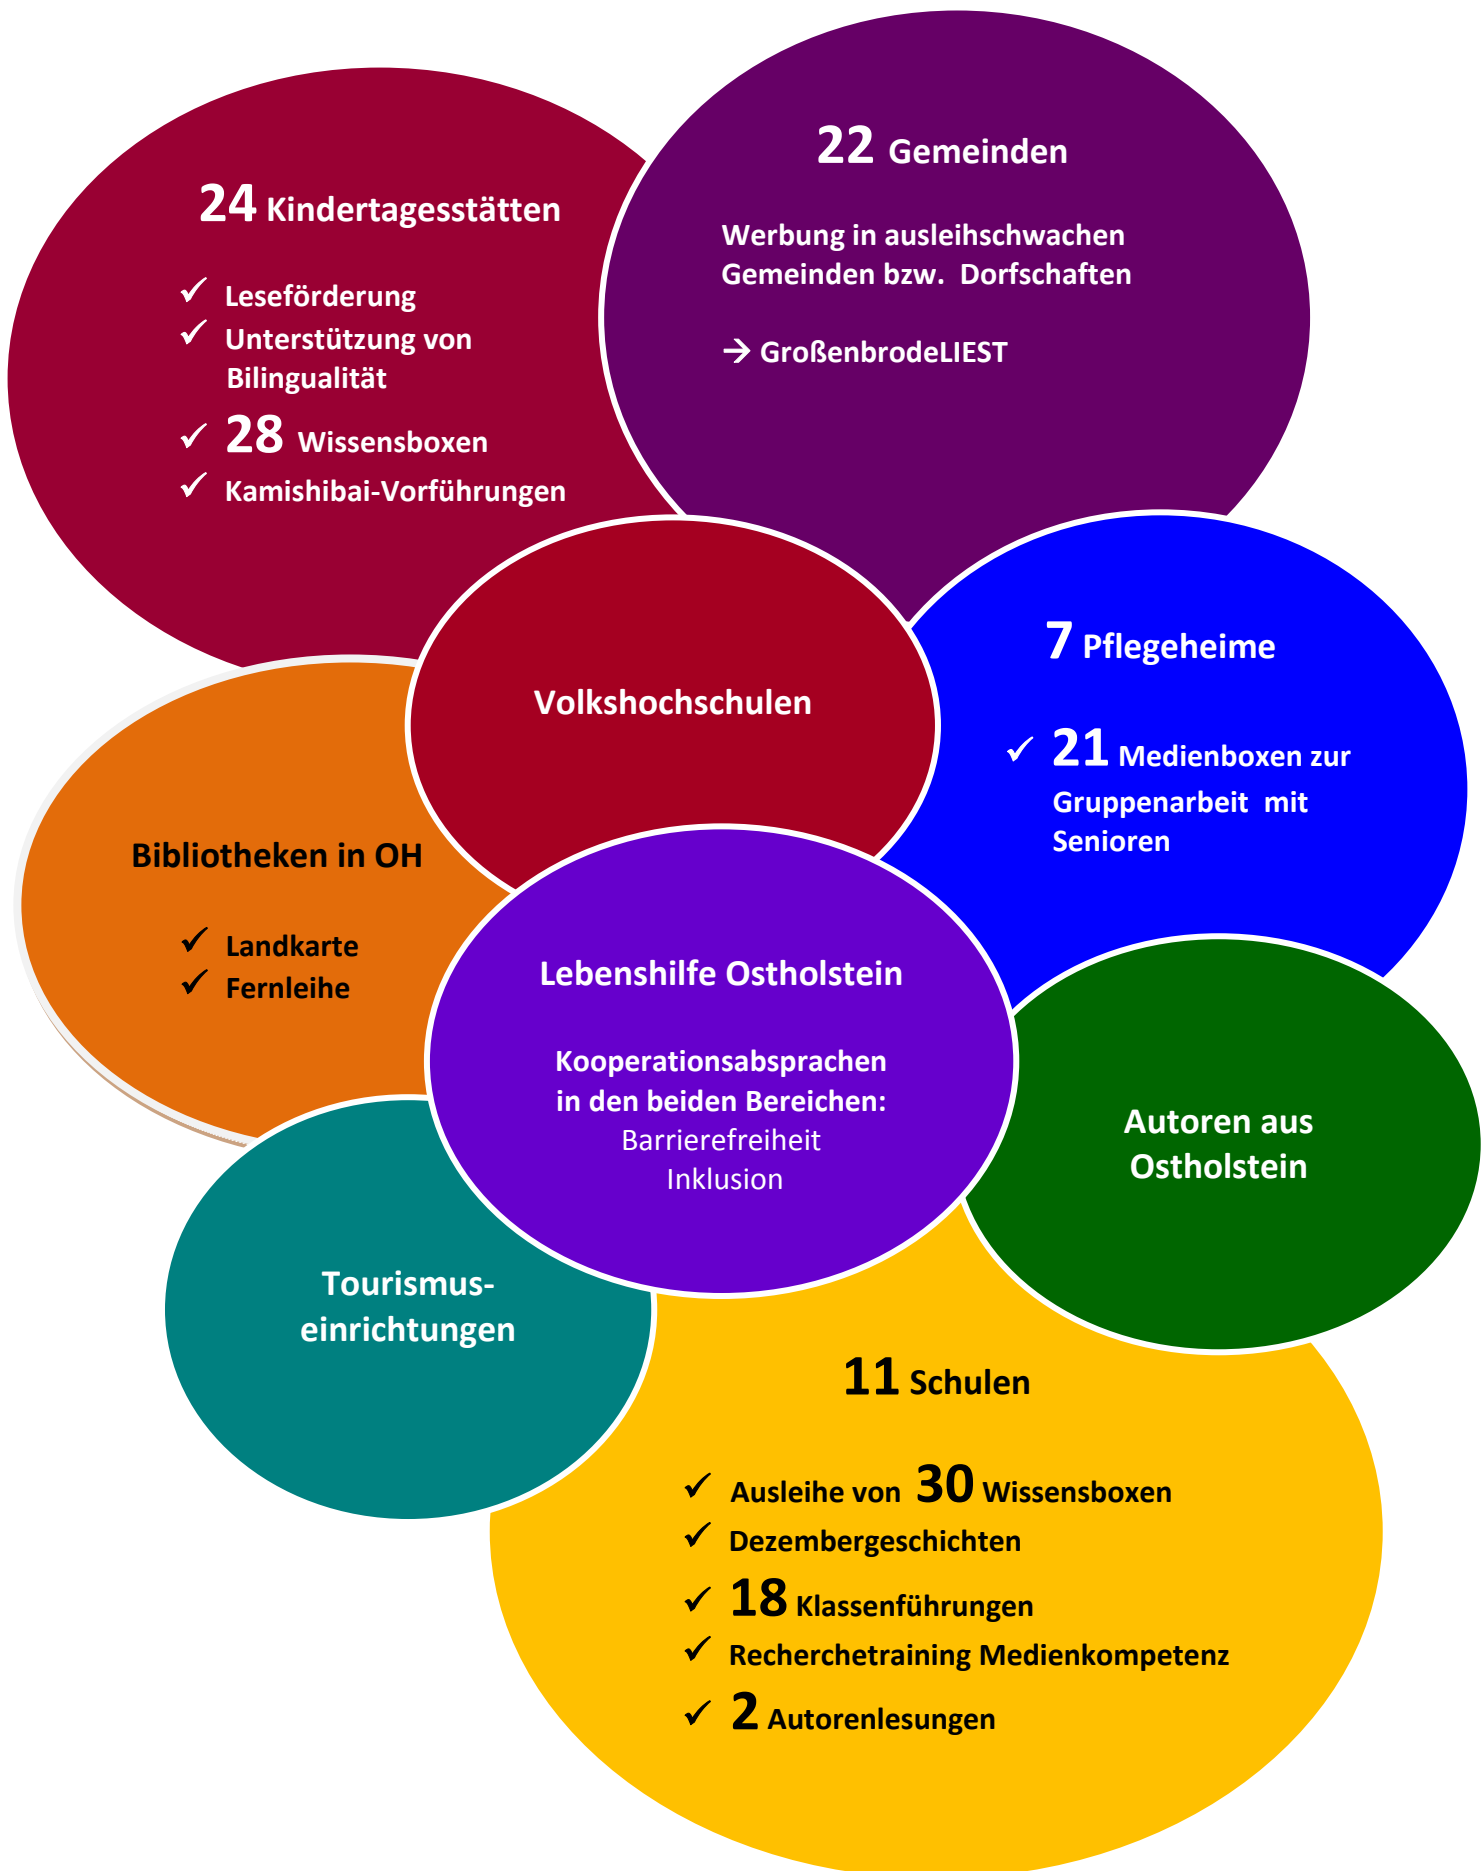 24 Kindertagesstätten
✓ Leseförderung
✓ Unterstützung von
Bilingualität
✓ 28 Wissensboxen
✓ Kamishibai-Vorführungen
22 Gemeinden
Werbung in ausleihschwachen
Gemeinden bzw. Dorfschaften
→ GroßenbrodeLIEST
Volkshochschulen
7 Pflegeheime
✓ 21 Medienboxen zur
Gruppenarbeit mit
Senioren
Bibliotheken in OH
✓ Landkarte
✓ Fernleihe
Lebenshilfe Ostholstein
Kooperationsabsprachen
in den beiden Bereichen:
Barrierefreiheit
Inklusion
Autoren aus
Ostholstein
Tourismus-
einrichtungen
11 Schulen
✓ Ausleihe von 30 Wissensboxen
✓ Dezembergeschichten
✓ 18 Klassenführungen
✓ Recherchetraining Medienkompetenz
✓ 2 Autorenlesungen